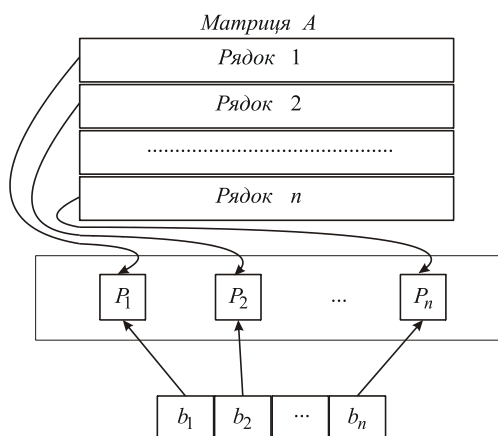 Матриця A
Рядок 1
Рядок 2
............................................
Рядок n
P1 P2 ... Pn
b1 b2 ... bn